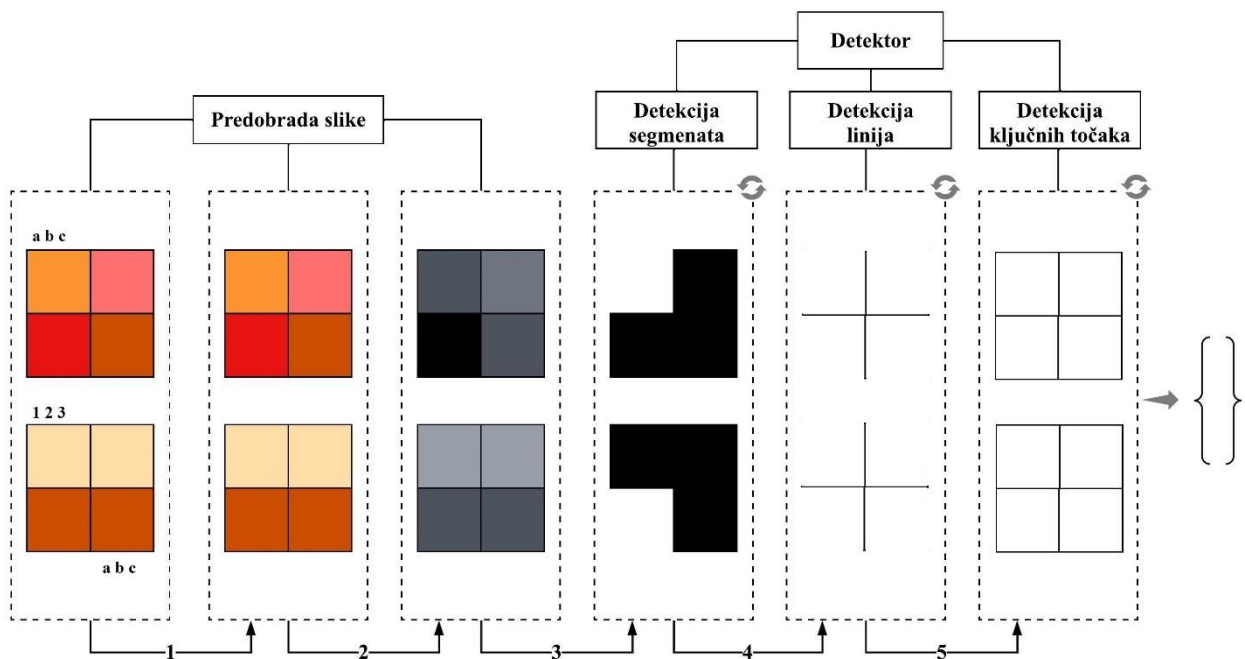 Detektor
Predobrada slike
Detekcija
segmenata
Detekcija
linija
Detekcija
ključnih točaka
a b c
1 2 3
a b c
1
2
3
4
5